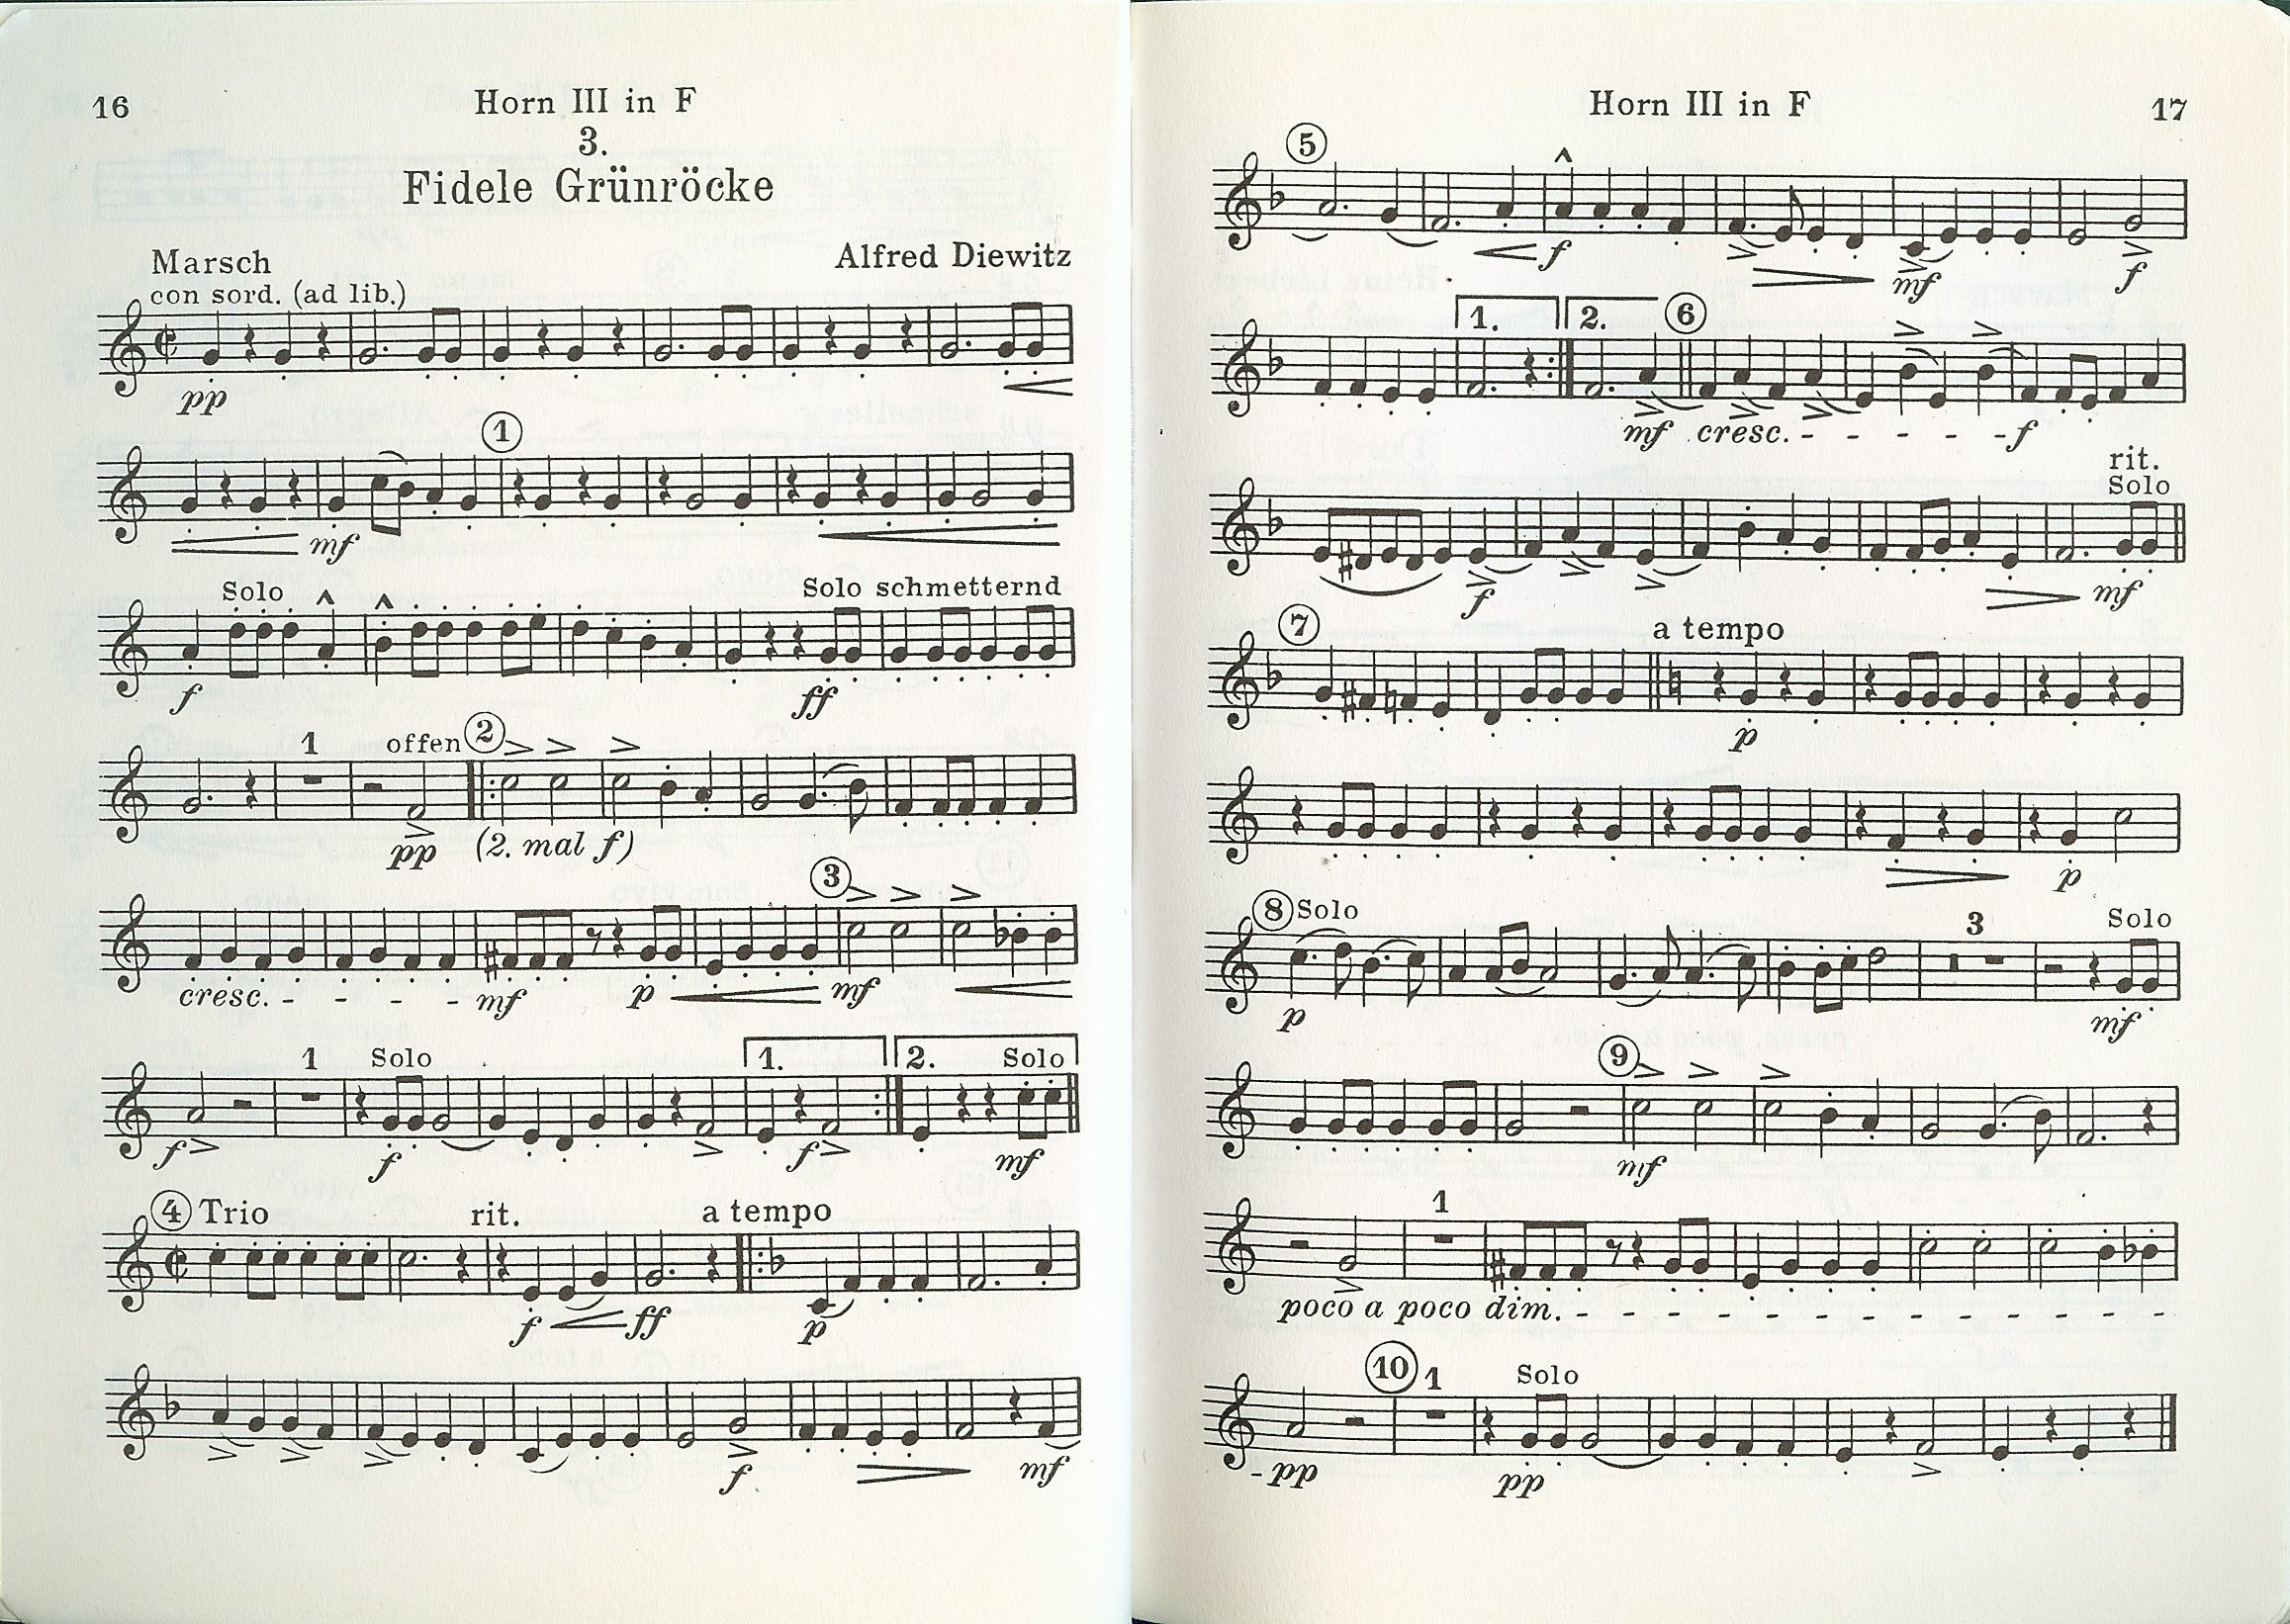 16
Horn III in F
3.
Fidele Grünröcke
Marsch
Alfred Diewitz
con sord. (ad lib.)
pp
1
mf
Solo
Solo schmetternd
f
ff
1
offen
2
pp
(2. mal f)
3
cresc. - - - - - mf
p
mf
1
Solo
1.
2.
Solo
f
f
f
mf
4
Trio
rit.
a tempo
f
ff
p
f
mf
Horn III in F
17
5
f
mf
f
1.
2.
6
mf cresc. - - - - - f
rit.
Solo
f
mf
7
a tempo
p
p
8
Solo
3
Solo
p
mf
9
mf
1
poco a poco dim. - - - - - - - - - - - - -
10
1
Solo
- pp
pp